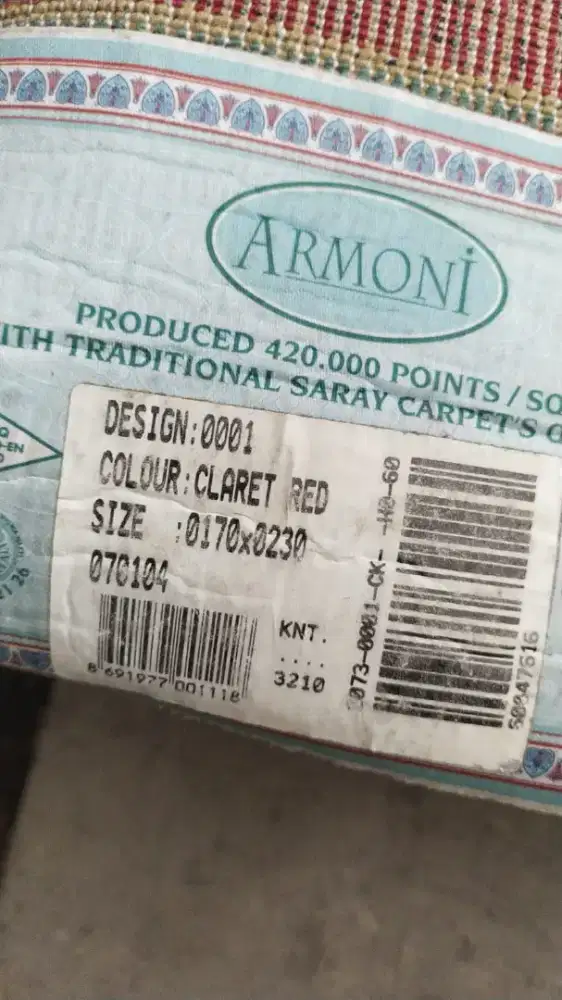 ARMONİ
PRODUCED 420.000 POINTS / SQ
ITH TRADITIONAL SARAY CARPET'S
DESIGN:0001
COLOUR:CLARET RED
SIZE :0170x0230
070104
KNT.
....
3210
8 691977 001118